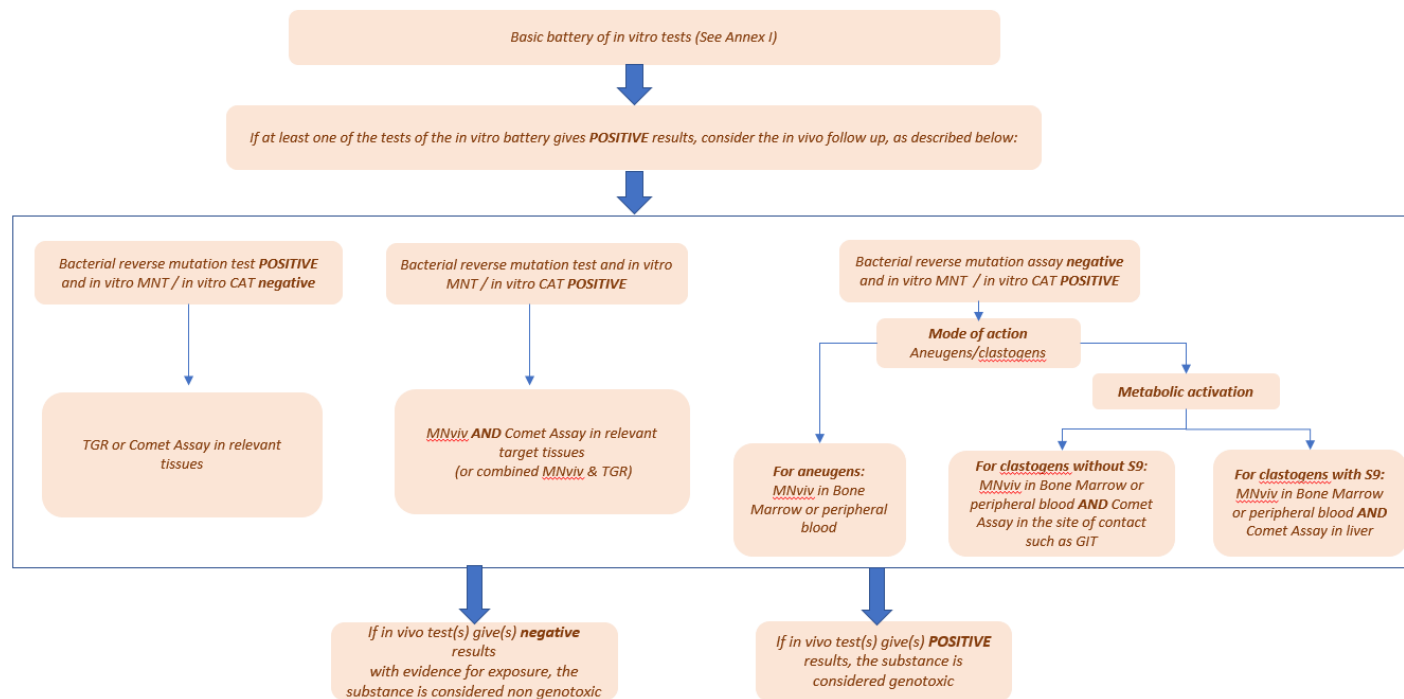 Basic battery of in vitro tests (See Annex I)
If at least one of the tests of the in vitro battery gives POSITIVE results, consider the in vivo follow up, as described below:
Bacterial reverse mutation test POSITIVE
and in vitro MNT / in vitro CAT negative
Bacterial reverse mutation test and in vitro
MNT / in vitro CAT POSITIVE
Bacterial reverse mutation assay negative
and in vitro MNT / in vitro CAT POSITIVE
Mode of action
Aneugens/clastogens
Metabolic activation
TGR or Comet Assay in relevant
tissues
MNviv AND Comet Assay in relevant
target tissues
(or combined MNviv & TGR)
For aneugens:
MNviv in Bone
Marrow or peripheral
blood
For clastogens without S9:
MNviv in Bone Marrow or
peripheral blood AND Comet
Assay in the site of contact
such as GIT
For clastogens with S9:
MNviv in Bone Marrow
or peripheral blood AND
Comet Assay in liver
If in vivo test(s) give(s) negative
results
with evidence for exposure, the
substance is considered non genotoxic
If in vivo test(s) give(s) POSITIVE
results, the substance is
considered genotoxic